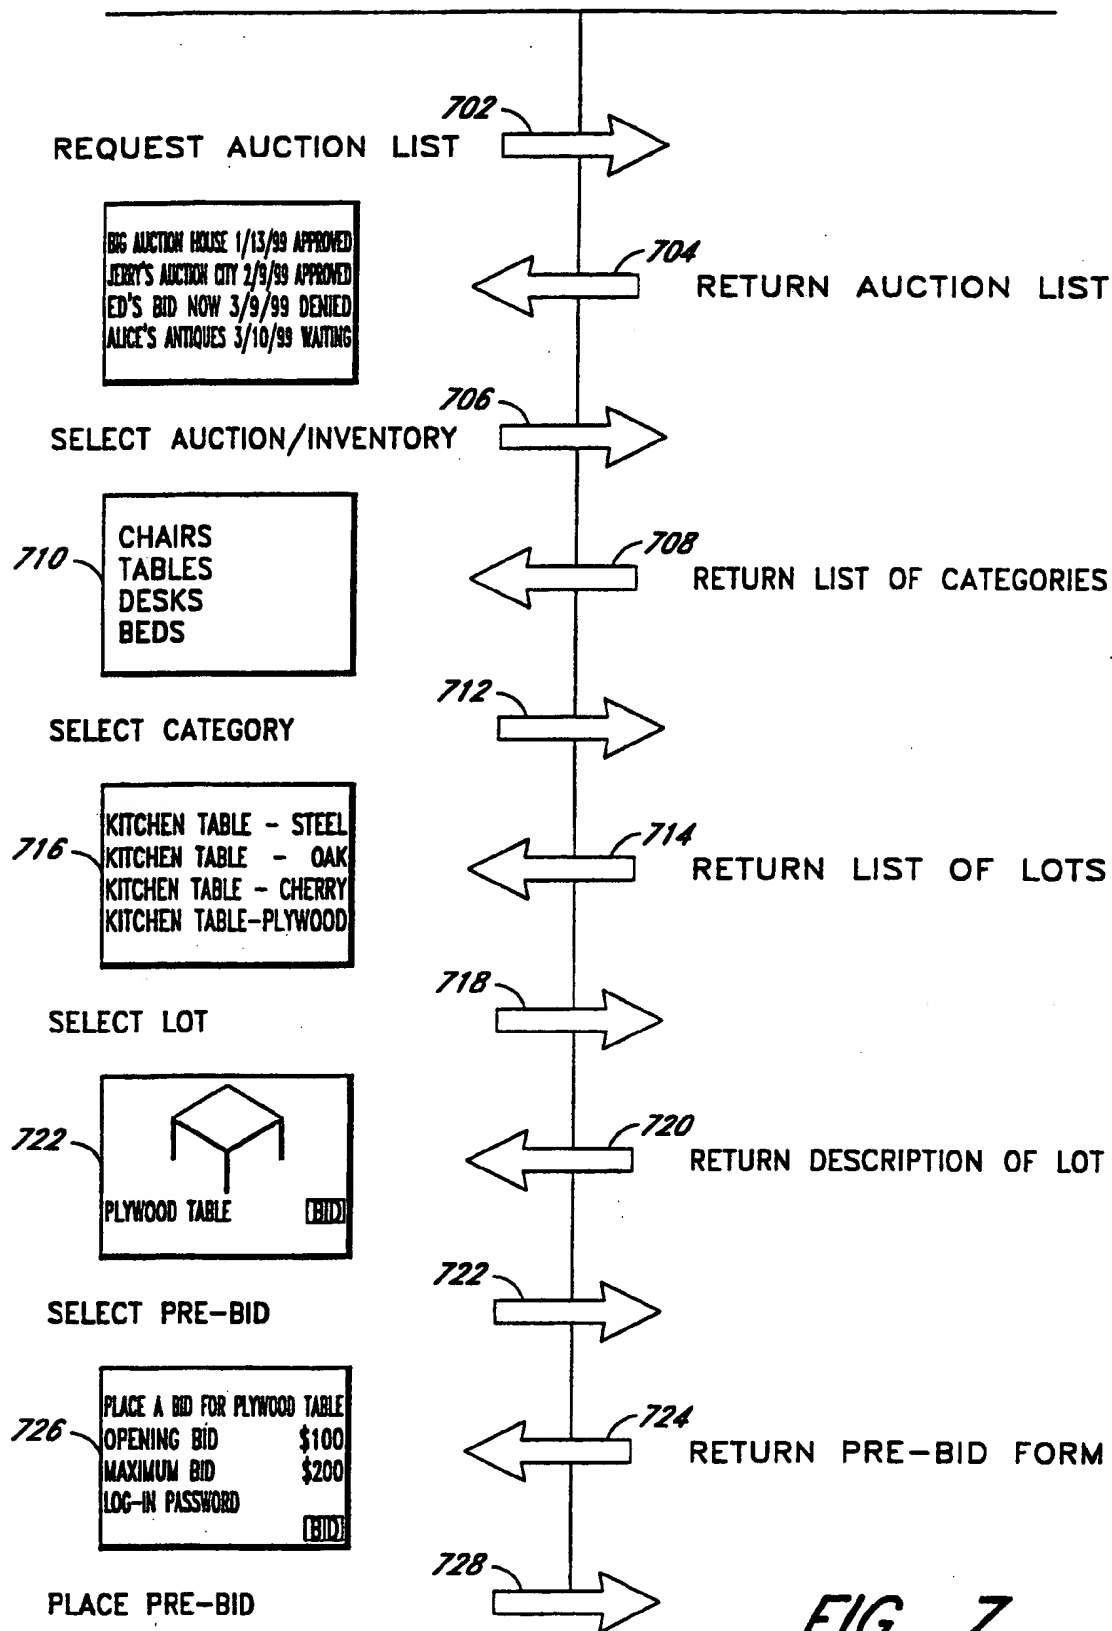 702
REQUEST AUCTION LIST
BIG AUCTION HOUSE 1/13/99 APPROVED
JERRY'S AUCTION CITY 2/9/99 APPROVED
ED'S BID NOW 3/9/99 DENIED
ALICE'S ANTIQUES 3/10/99 WAITING
704
RETURN AUCTION LIST
706
SELECT AUCTION/INVENTORY
710
CHAIRS
TABLES
DESKS
BEDS
708
RETURN LIST OF CATEGORIES
712
SELECT CATEGORY
716
KITCHEN TABLE - STEEL
KITCHEN TABLE - OAK
KITCHEN TABLE - CHERRY
KITCHEN TABLE-PLYWOOD
714
RETURN LIST OF LOTS
718
SELECT LOT
722
PLYWOOD TABLE BID
720
RETURN DESCRIPTION OF LOT
722
SELECT PRE-BID
726
PLACE A BID FOR PLYWOOD TABLE
OPENING BID $100
MAXIMUM BID $200
LOG-IN PASSWORD
BID
724
RETURN PRE-BID FORM
728
PLACE PRE-BID
FIG. 7